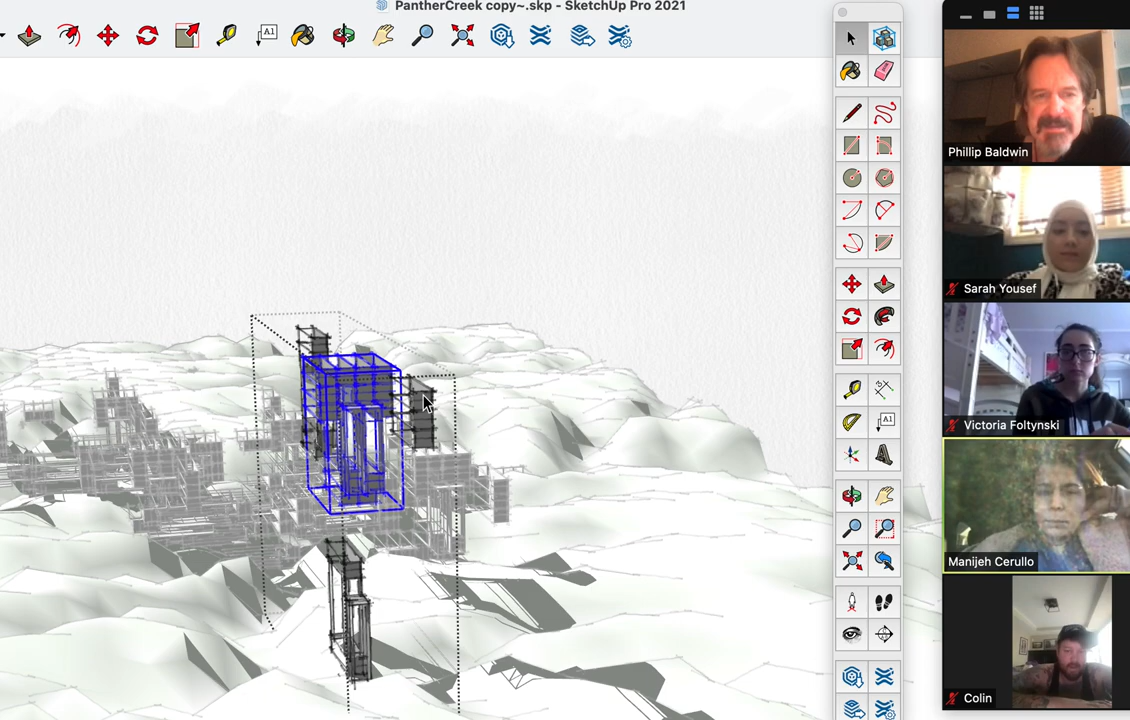 PantherCreek copy~.skp - SketchUp Pro 2021
A1
A1
Phillip Baldwin
Sarah Yousef
Victoria Foltynski
Manijeh Cerullo
Colin